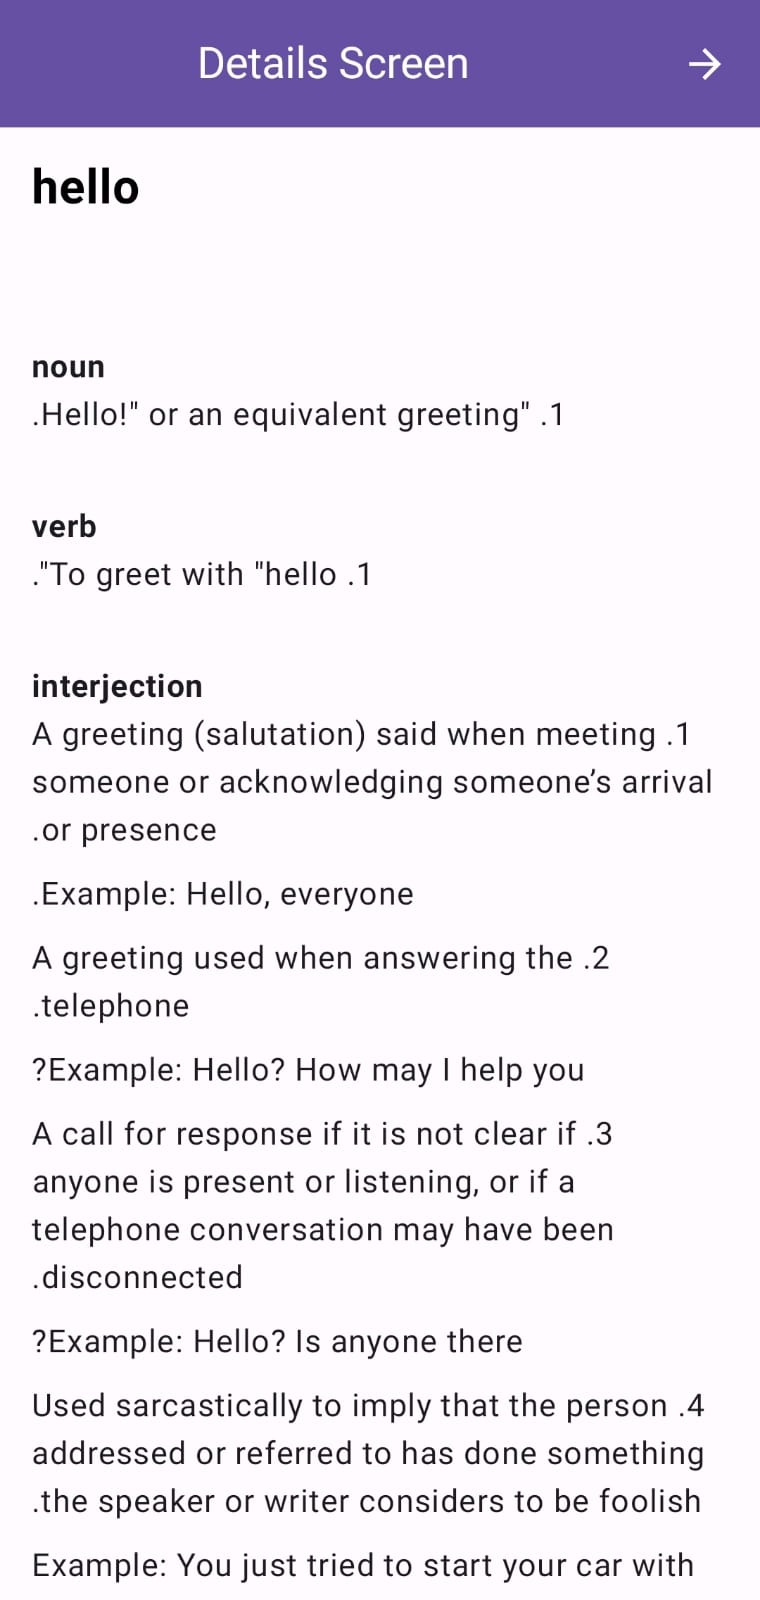 Details Screen
hello
noun
.Hello!" or an equivalent greeting" .1
verb
."To greet with "hello .1
interjection
A greeting (salutation) said when meeting .1
someone or acknowledging someone’s arrival
.or presence
.Example: Hello, everyone
A greeting used when answering the .2
.telephone
?Example: Hello? How may I help you
A call for response if it is not clear if .3
anyone is present or listening, or if a
telephone conversation may have been
.disconnected
?Example: Hello? Is anyone there
Used sarcastically to imply that the person .4
addressed or referred to has done something
.the speaker or writer considers to be foolish
Example: You just tried to start your car with